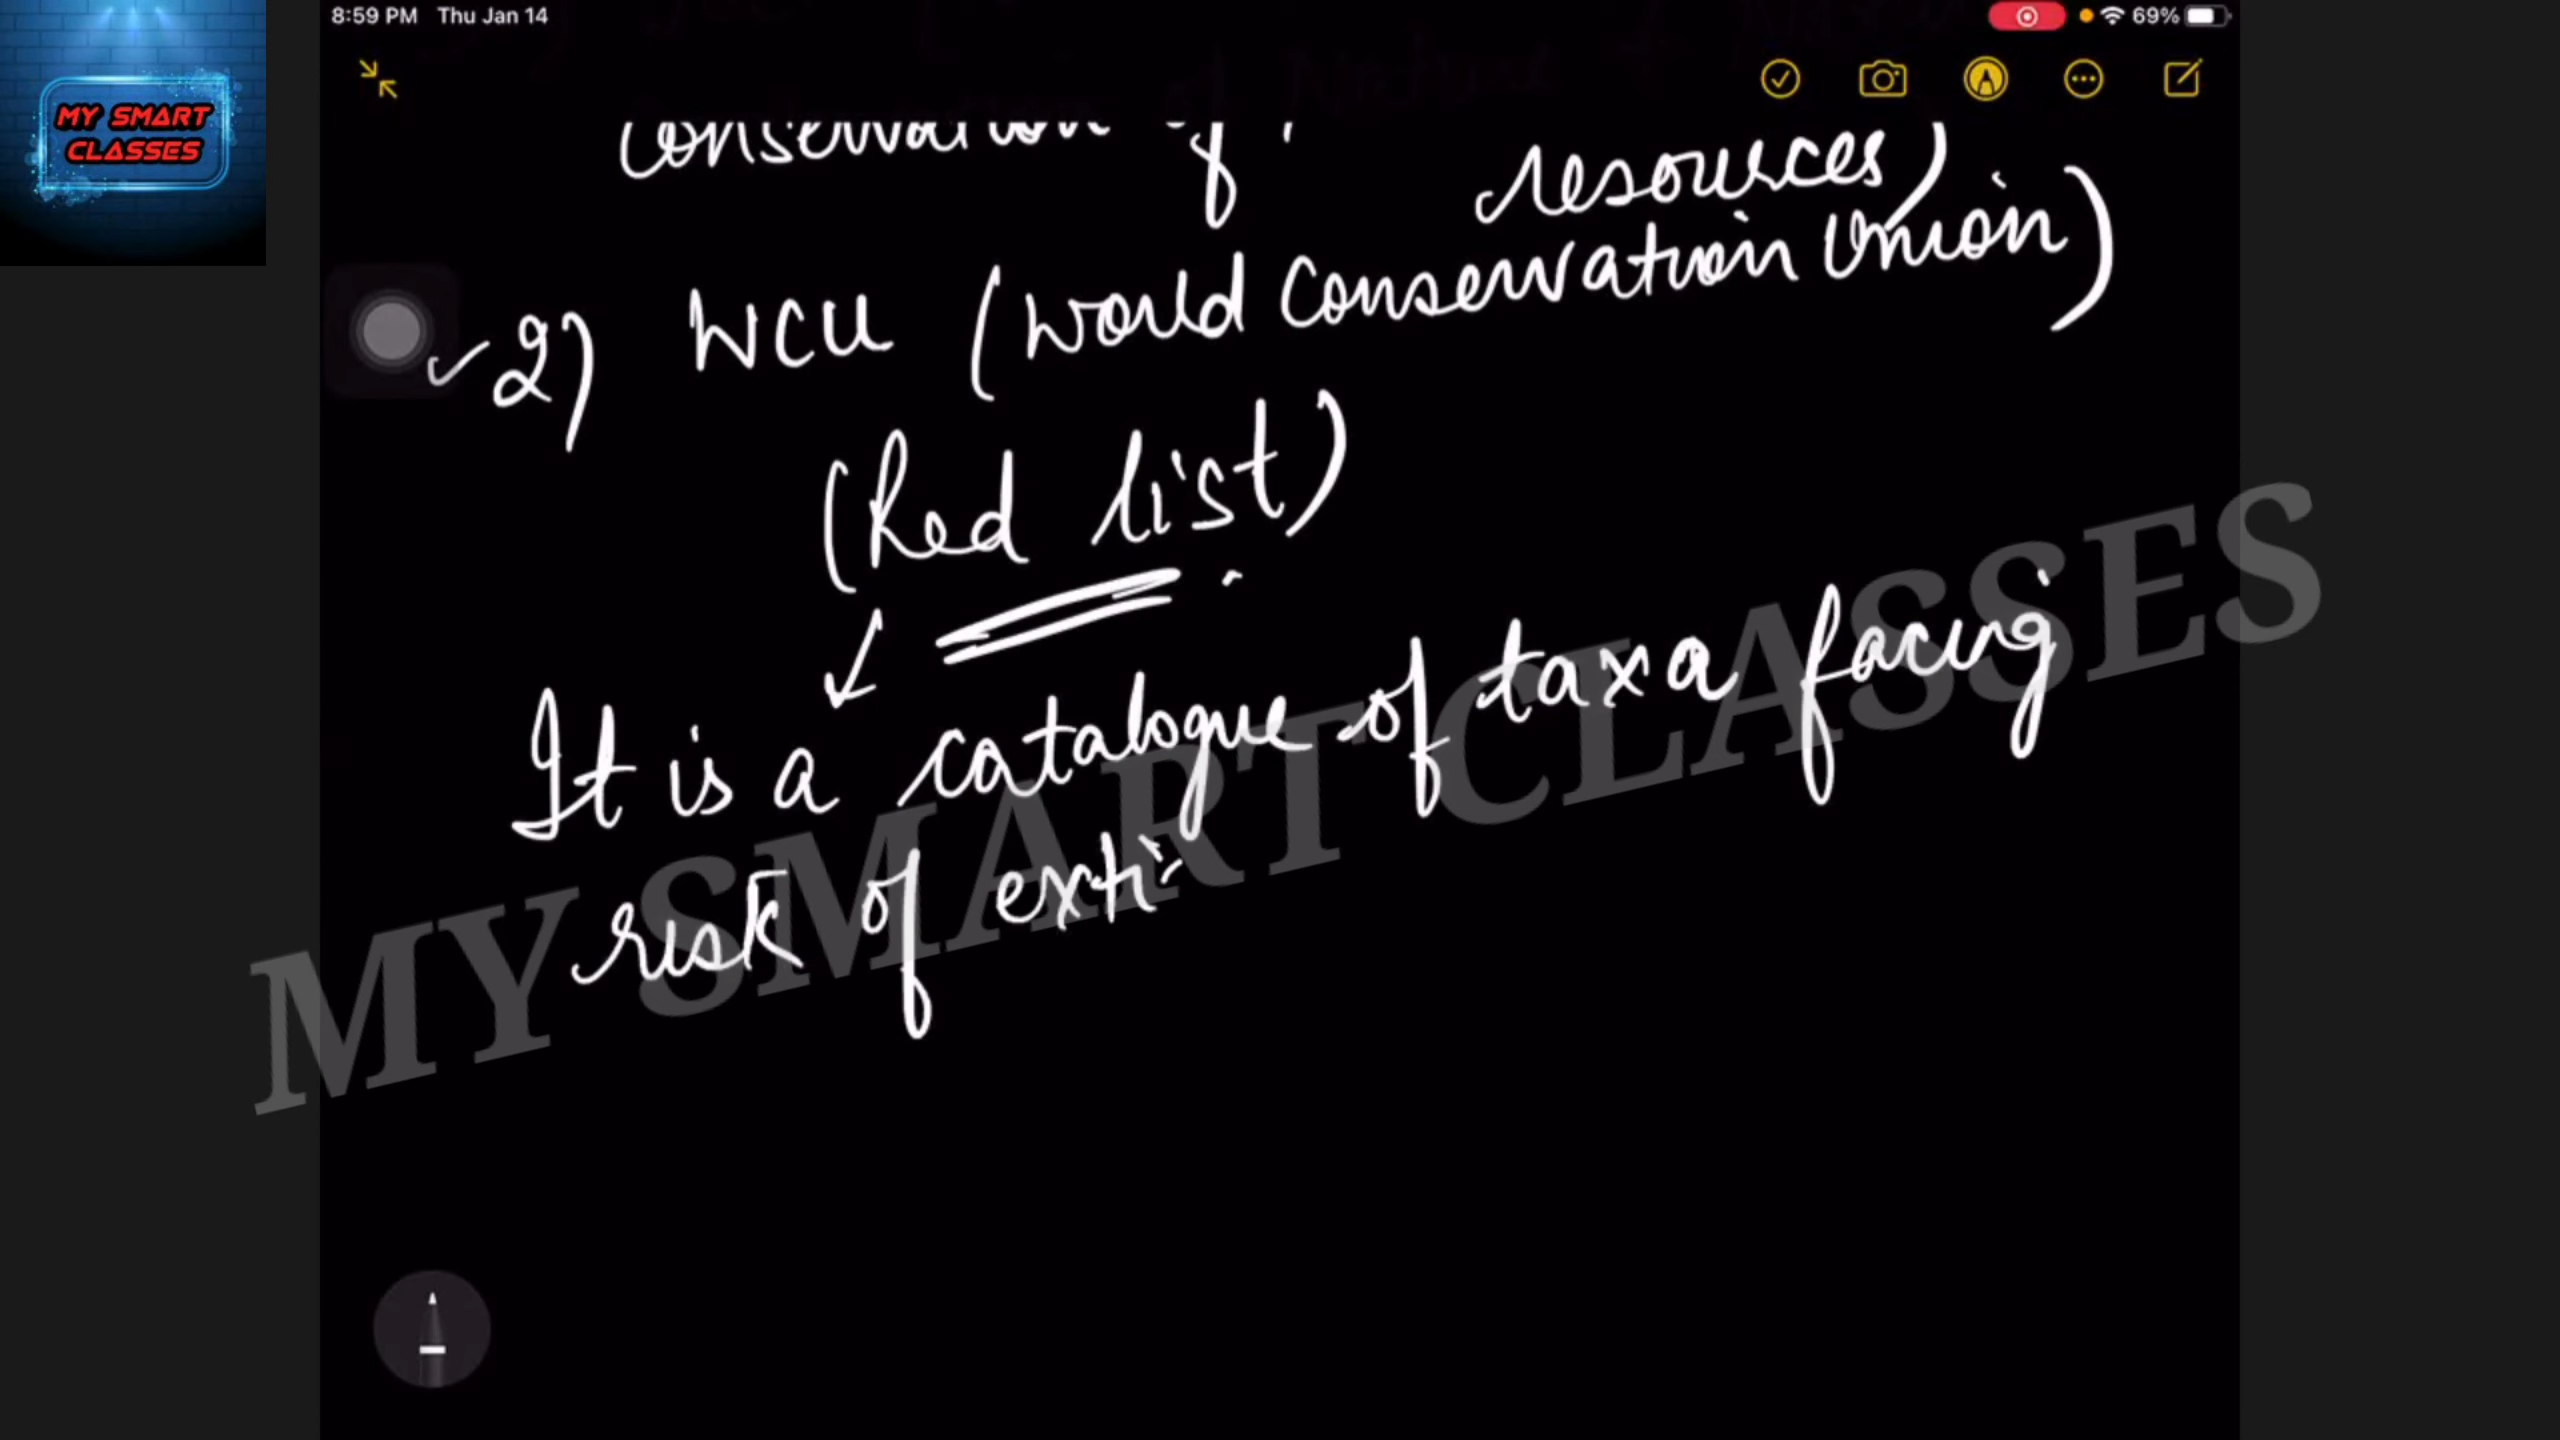 8:59 PM Thu Jan 14
69%
MY SMART
CLASSES
conservation of
resources)
2) WCU (World Conservation Union)
(Red list)
It is a catalogue of taxa facing
risk of exti
MY SMART CLASSES